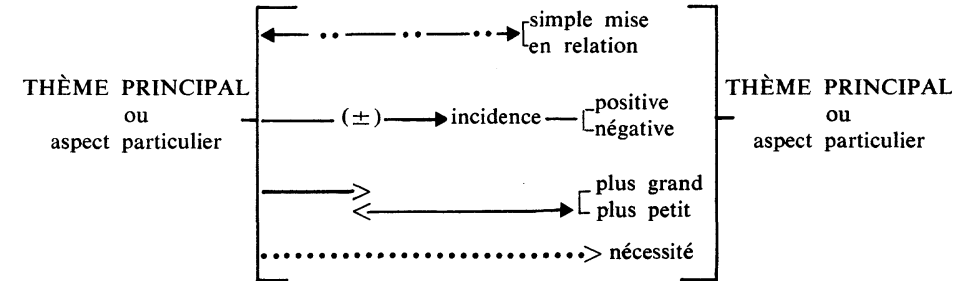 simple mise
en relation
THÈME PRINCIPAL
ou
aspect particulier
(±) incidence positive
négative
THÈME PRINCIPAL
ou
aspect particulier
plus grand
plus petit
nécessité